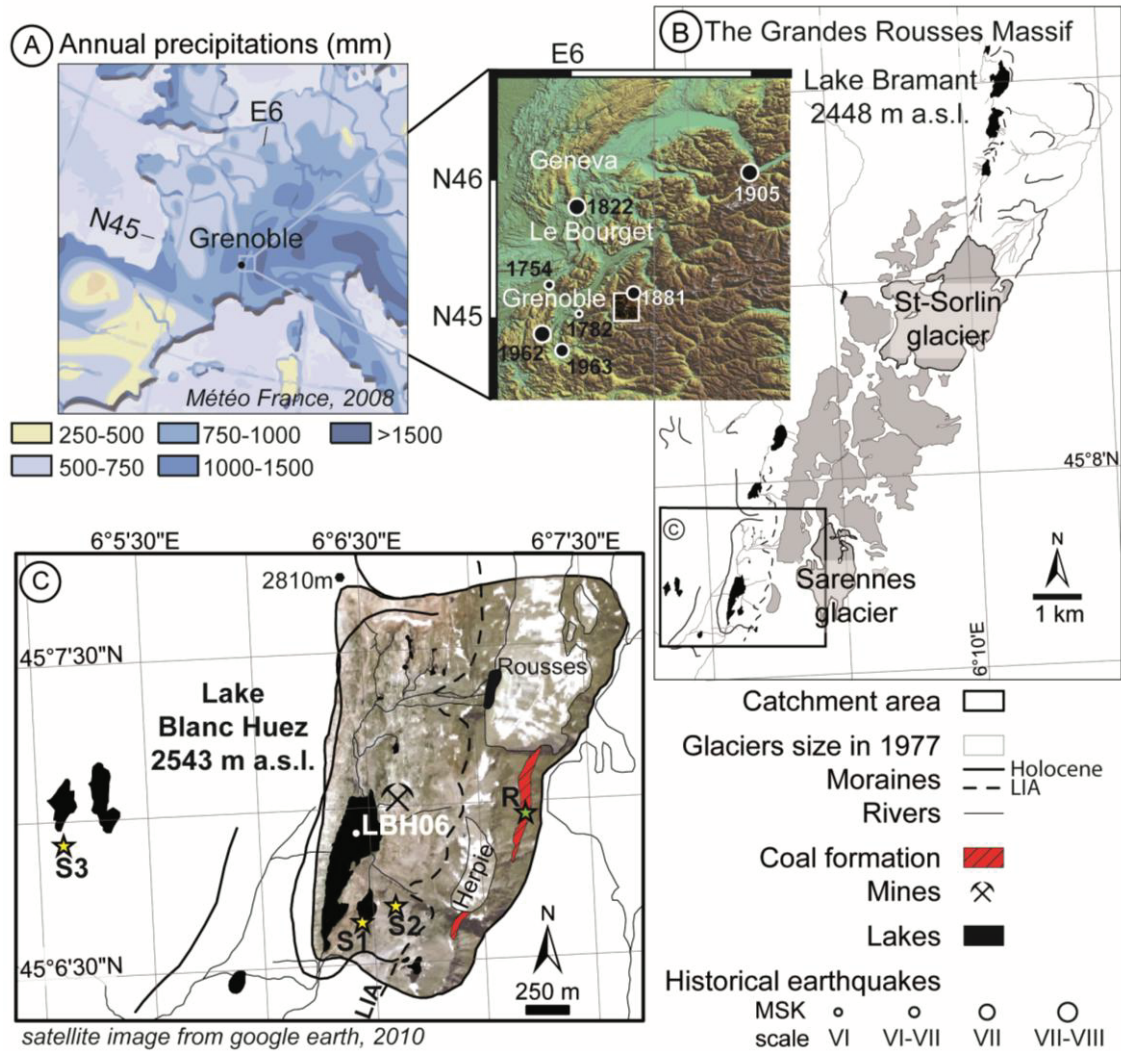 A Annual precipitations (mm)
E6
N45
Grenoble
Météo France, 2008
250-500
750-1000
>1500
500-750
1000-1500
E6
N46
N45
Geneva
1905
1822
Le Bourget
1754
Grenoble
1881
1782
1962
1963
B The Grandes Rousses Massif
Lake Bramant
2448 m a.s.l.
St-Sorlin
glacier
45°8'N
C
Sarennes
glacier
N
1 km
6°10'E
C
6°5'30"E
6°6'30"E
6°7'30"E
2810m
45°7'30"N
Rousses
Lake
Blanc Huez
2543 m a.s.l.
R
LBH06
S3
Herpie
S2
S1
N
45°6'30"N
LIA
250 m
satellite image from google earth, 2010
Catchment area
Glaciers size in 1977
Moraines
Holocene
LIA
Rivers
Coal formation
Mines
Lakes
Historical earthquakes
MSK
scale
VI
VI-VII
VII
VII-VIII